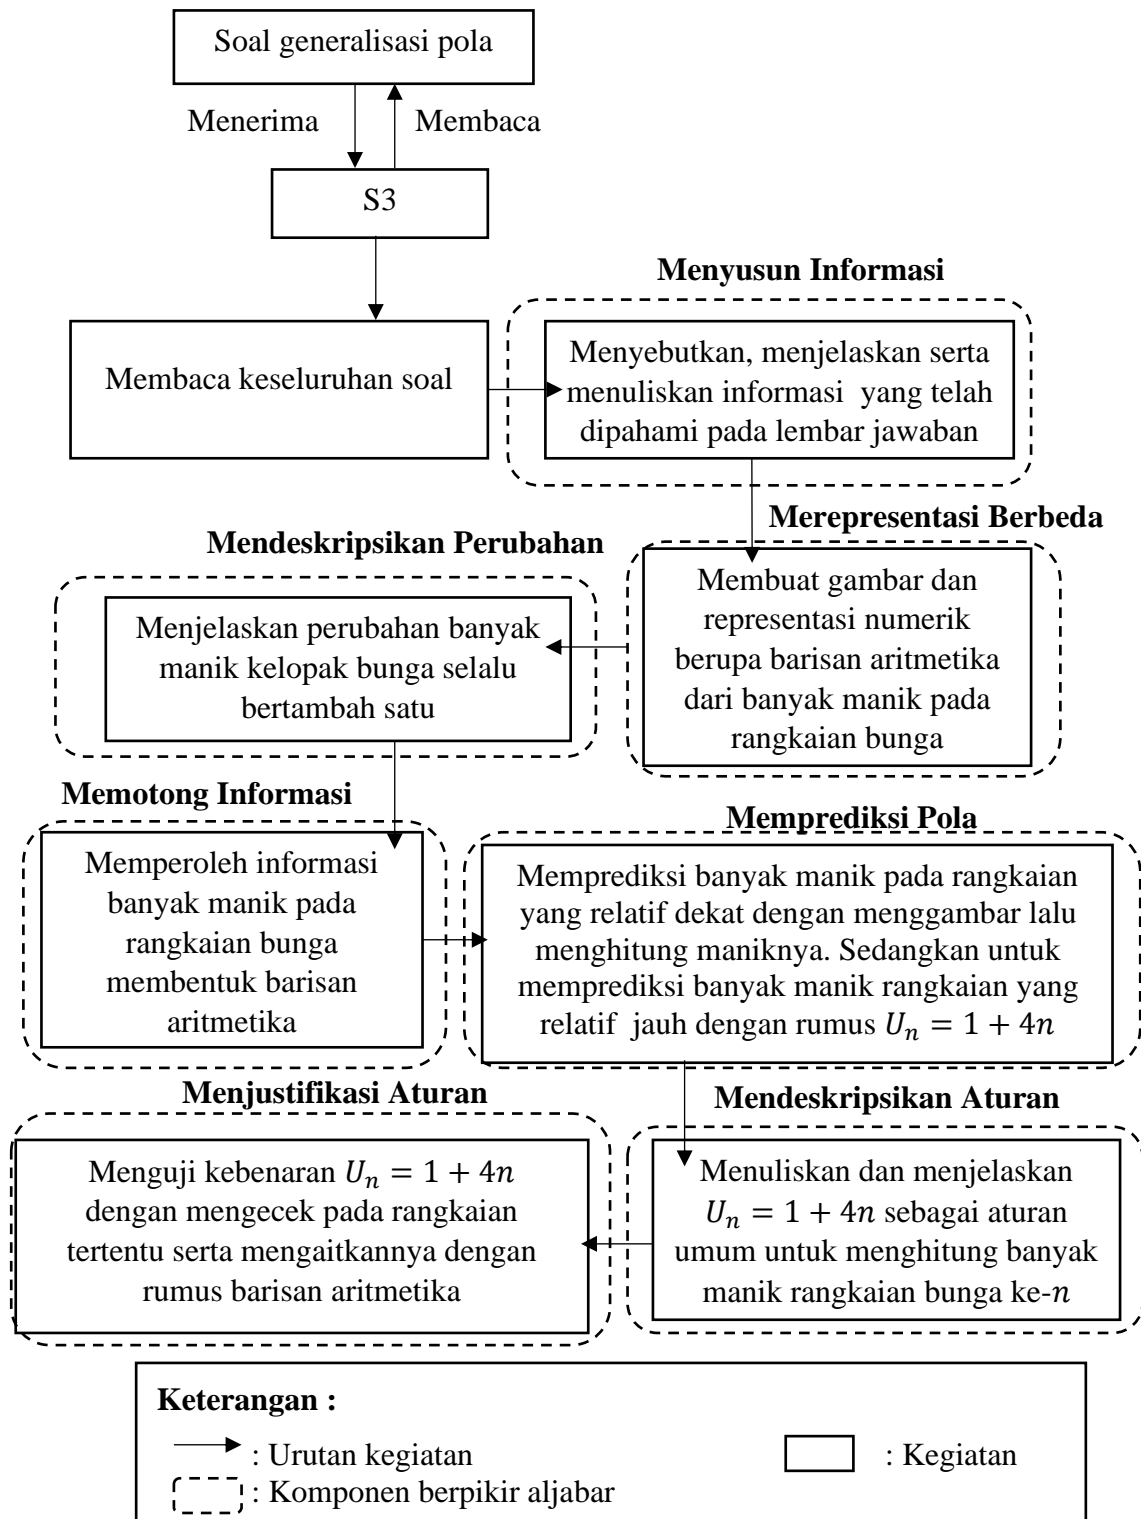 Soal generalisasi pola
Menerima
Membaca
S3
Membaca keseluruhan soal
Menyusun Informasi
Menyebutkan, menjelaskan serta
menuliskan informasi yang telah
dipahami pada lembar jawaban
Merepresentasi Berbeda
Membuat gambar dan
representasi numerik
berupa barisan aritmetika
dari banyak manik pada
rangkaian bunga
Mendeskripsikan Perubahan
Menjelaskan perubahan banyak
manik kelopak bunga selalu
bertambah satu
Memotong Informasi
Memperoleh informasi
banyak manik pada
rangkaian bunga
membentuk barisan
aritmetika
Memprediksi Pola
Memprediksi banyak manik pada rangkaian
yang relatif dekat dengan menggambar lalu
menghitung maniknya. Sedangkan untuk
memprediksi banyak manik rangkaian yang
relatif jauh dengan rumus $U_n = 1 + 4n$
Mendeskripsikan Aturan
Menuliskan dan menjelaskan
$U_n = 1 + 4n$ sebagai aturan
umum untuk menghitung banyak
manik rangkaian bunga ke-$n$
Menjustifikasi Aturan
Menguji kebenaran $U_n = 1 + 4n$
dengan mengecek pada rangkaian
tertentu serta mengaitkannya dengan
rumus barisan aritmetika
Keterangan :
: Urutan kegiatan
: Kegiatan
: Komponen berpikir aljabar